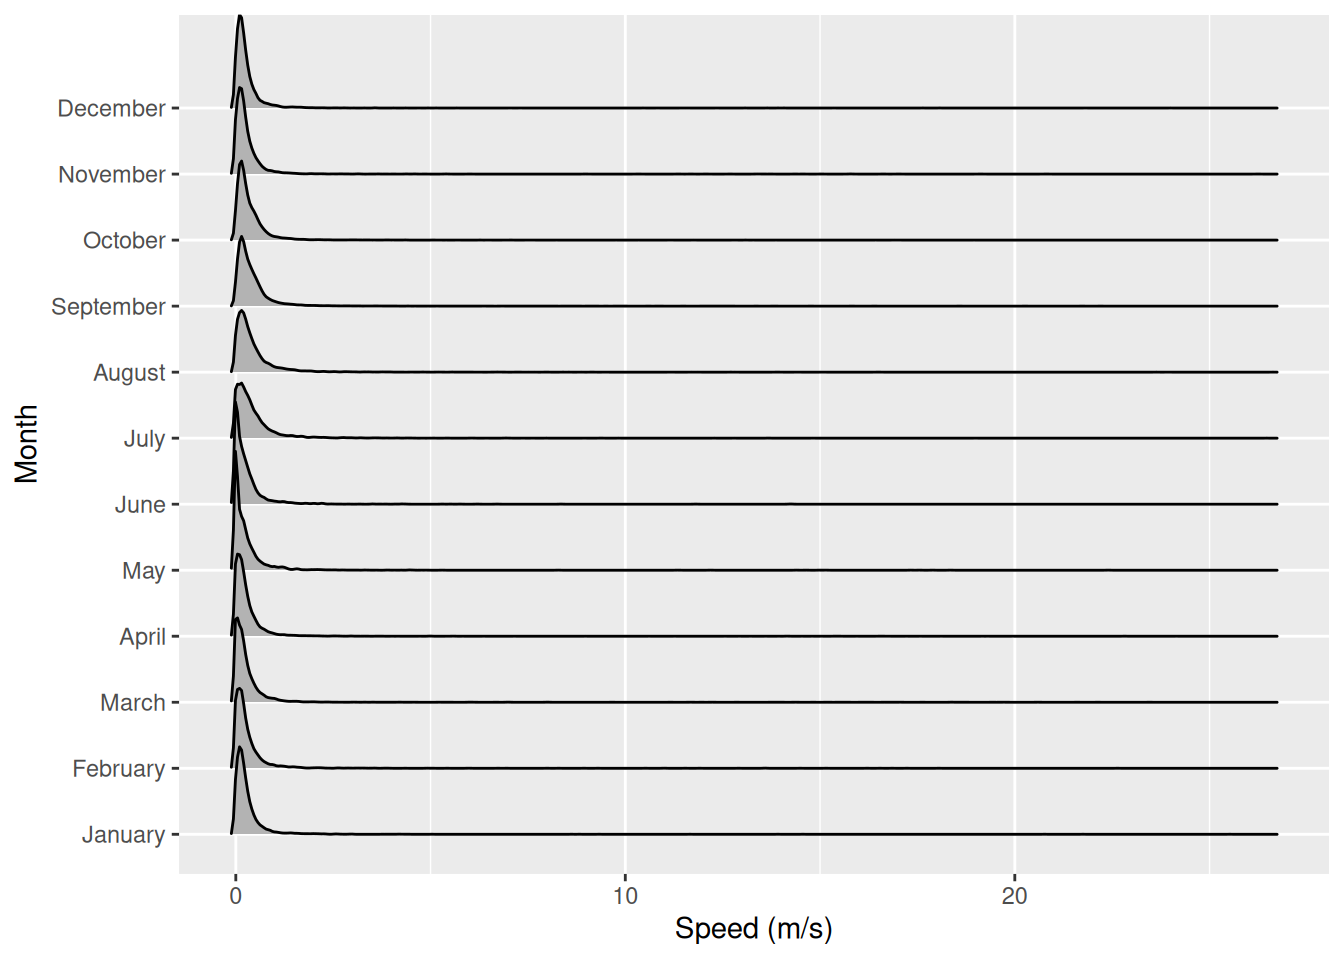 December
November
October
September
August
July
June
May
April
March
February
January
Month
0 10 20
Speed (m/s)